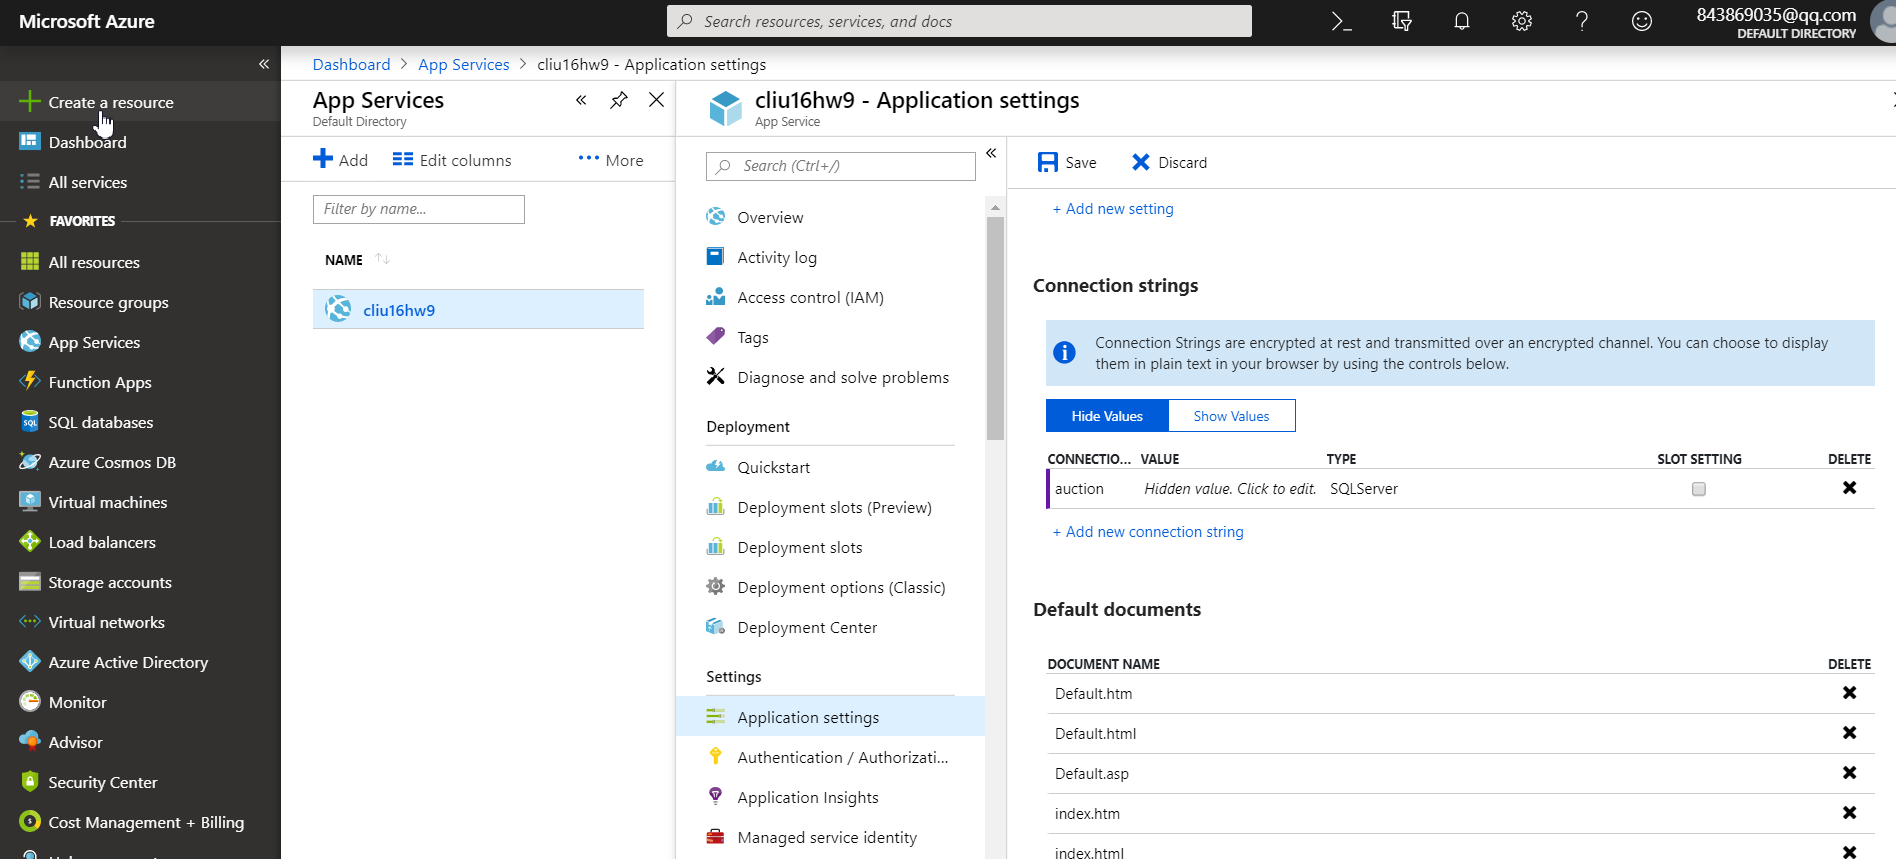 Microsoft Azure
Search resources, services, and docs
843869035@qq.com
DEFAULT DIRECTORY
Create a resource
Dashboard
All services
FAVORITES
All resources
Resource groups
App Services
Function Apps
SQL databases
Azure Cosmos DB
Virtual machines
Load balancers
Storage accounts
Virtual networks
Azure Active Directory
Monitor
Advisor
Security Center
Cost Management + Billing
Dashboard > App Services > cliu16hw9 - Application settings
App Services
Default Directory
Add
Edit columns
More
Filter by name...
NAME
cliu16hw9
cliu16hw9 - Application settings
App Service
Search (Ctrl+/)
Overview
Activity log
Access control (IAM)
Tags
Diagnose and solve problems
Deployment
Quickstart
Deployment slots (Preview)
Deployment slots
Deployment options (Classic)
Deployment Center
Settings
Application settings
Authentication / Authorizati...
Application Insights
Managed service identity
Save
Discard
+ Add new setting
Connection strings
Connection Strings are encrypted at rest and transmitted over an encrypted channel. You can choose to display
them in plain text in your browser by using the controls below.
Hide Values
Show Values
CONNECTIO... VALUE TYPE SLOT SETTING DELETE
auction Hidden value. Click to edit. SQLServer
+ Add new connection string
Default documents
DOCUMENT NAME DELETE
Default.htm
Default.html
Default.asp
index.htm
index.html